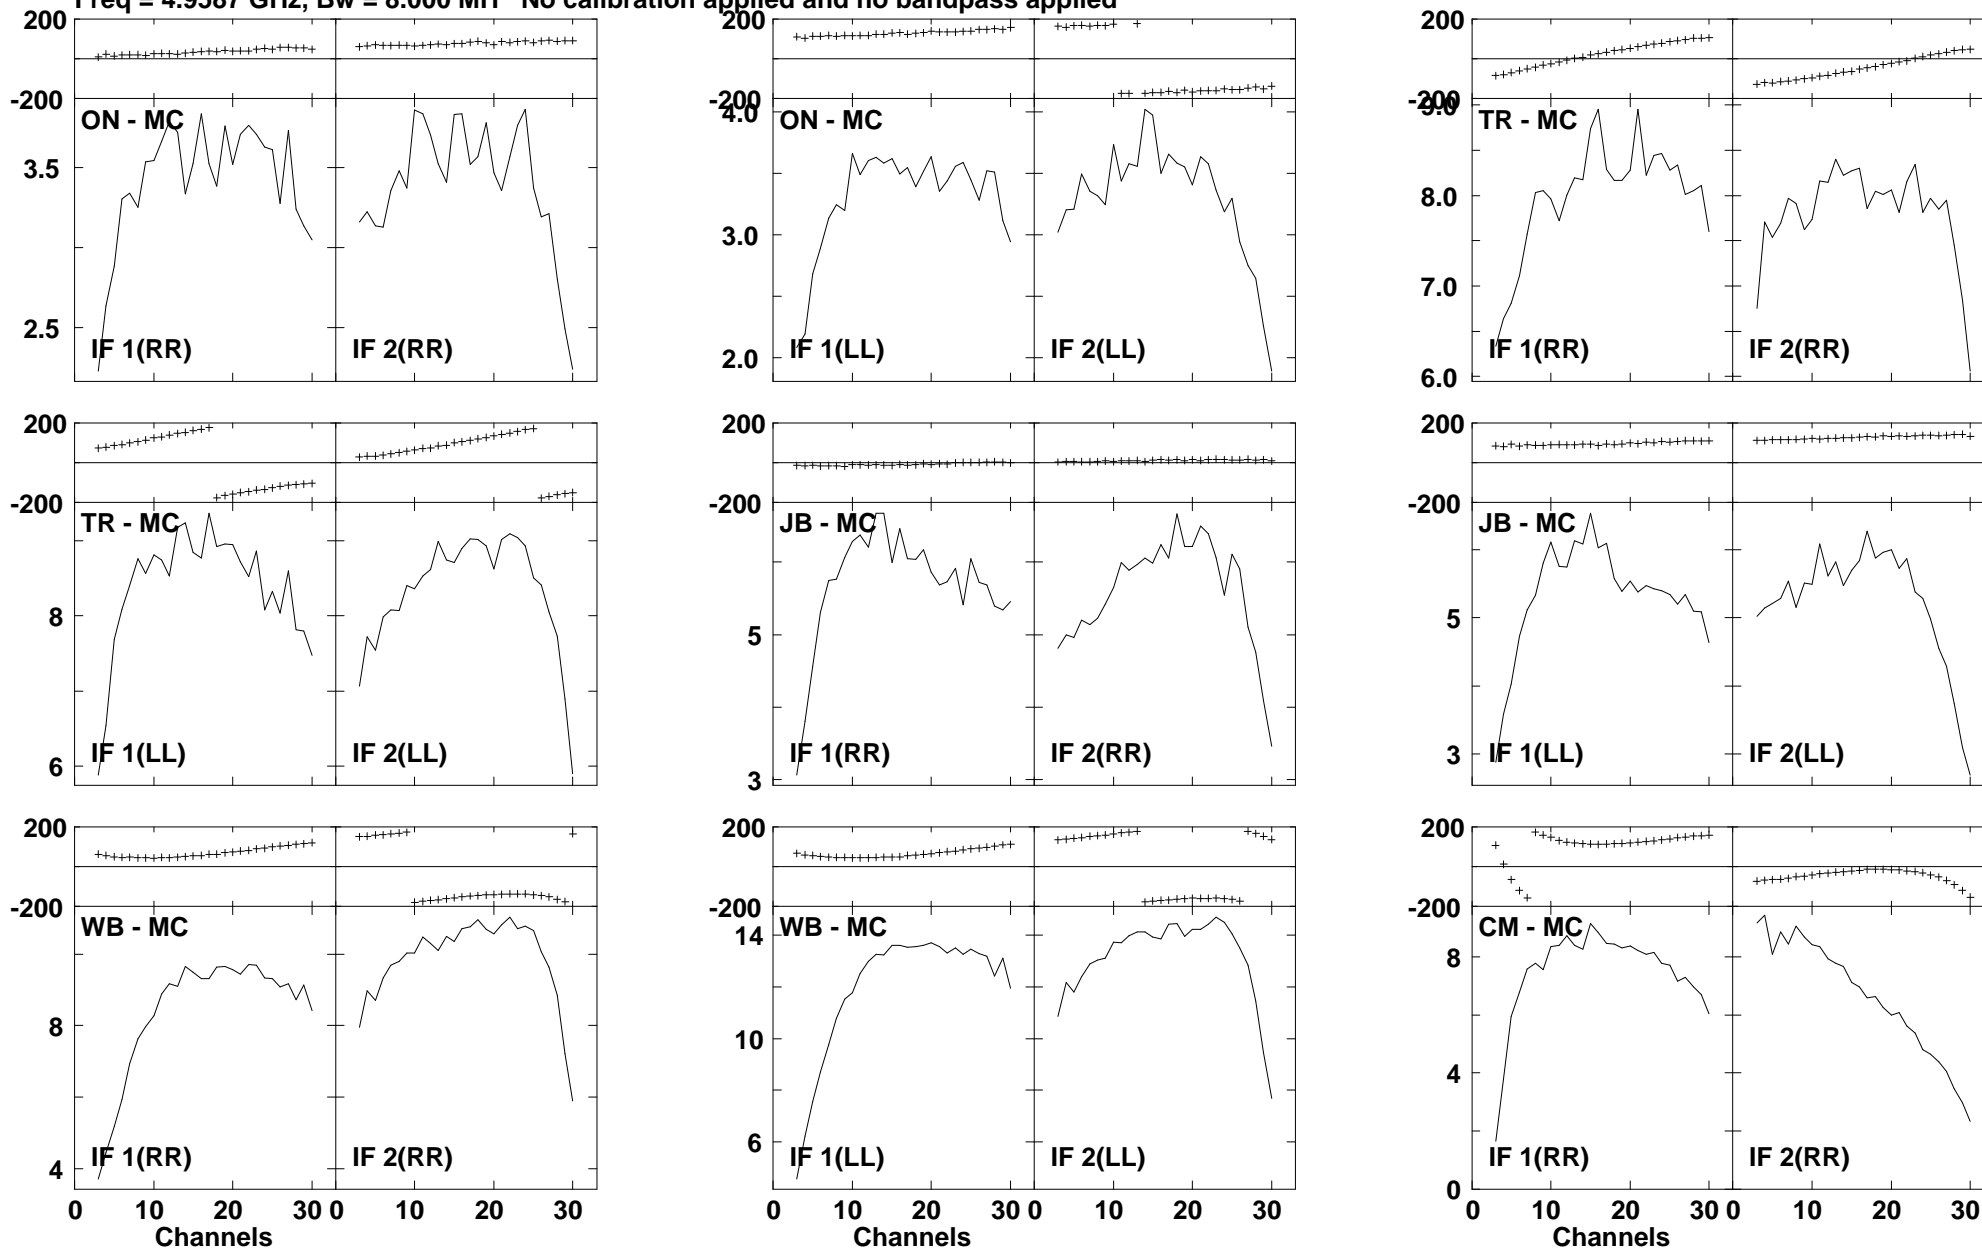 Freq = 4.9587 GHz, Bw = 8.000 MH No calibration applied and no bandpass applied
200 200 200
-200 -200 -200
4.0 9.0
ON - MC ON - MC TR - MC
3.5 3.0 8.0
2.5 2.0 7.0
6.0
IF 1(RR) IF 2(RR) IF 1(LL) IF 2(LL) IF 1(RR) IF 2(RR)
200 200 200
-200 -200 -200
TR - MC JB - MC JB - MC
8 5 5
6 3 3
IF 1(LL) IF 2(LL) IF 1(RR) IF 2(RR) IF 1(LL) IF 2(LL)
200 200 200
-200 -200 -200
WB - MC WB - MC CM - MC
14 8
8 10 4
4 6 0
IF 1(RR) IF 2(RR) IF 1(LL) IF 2(LL) IF 1(RR) IF 2(RR)
0 10 20 30 0 10 20 30 0 10 20 30 0 10 20 30 0 10 20 30 0 10 20 30
Channels Channels Channels